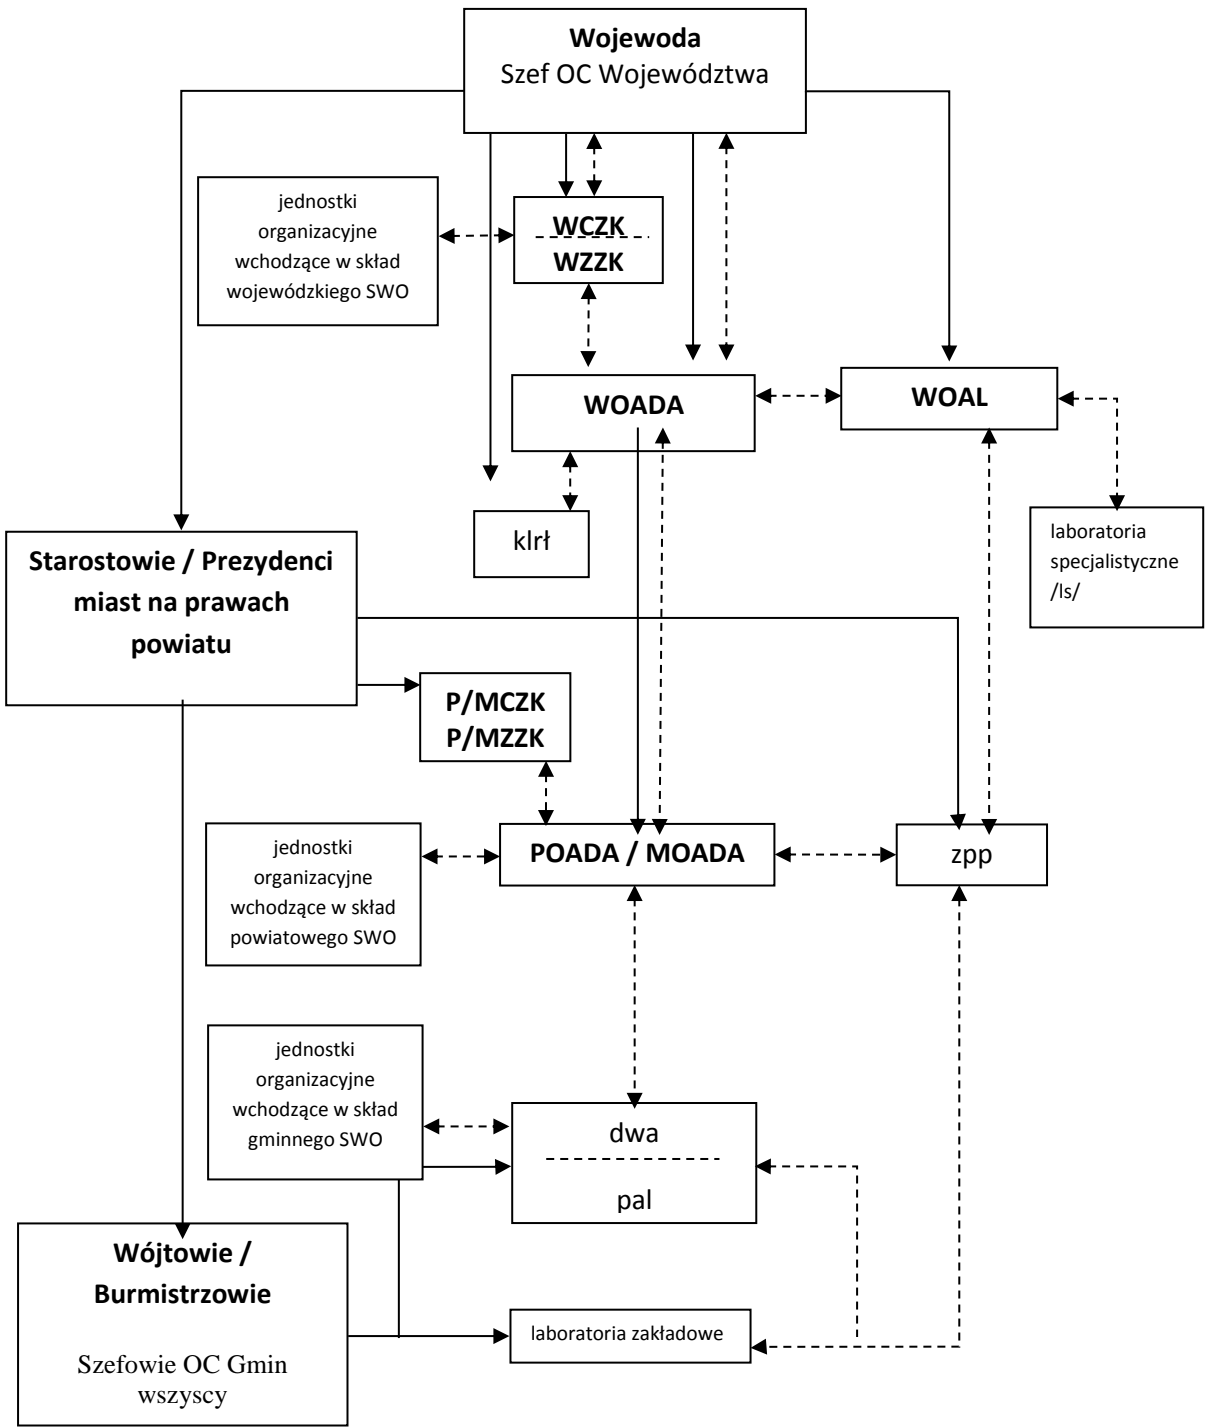 Wojewoda
Szef OC Województwa
jednostki
organizacyjne
wchodzące w skład
wojewódzkiego SWO
WCZK
WZZK
WOADA
WOAL
klrł
laboratoria
specjalistyczne
/ls/
Starostowie / Prezydenci
miast na prawach
powiatu
P/MCZK
P/MZZK
jednostki
organizacyjne
wchodzące w skład
powiatowego SWO
POADA / MOADA
zpp
jednostki
organizacyjne
wchodzące w skład
gminnego SWO
dwa
pal
Wójtowie /
Burmistrzowie
Szefowie OC Gmin
wszyscy
laboratoria zakładowe